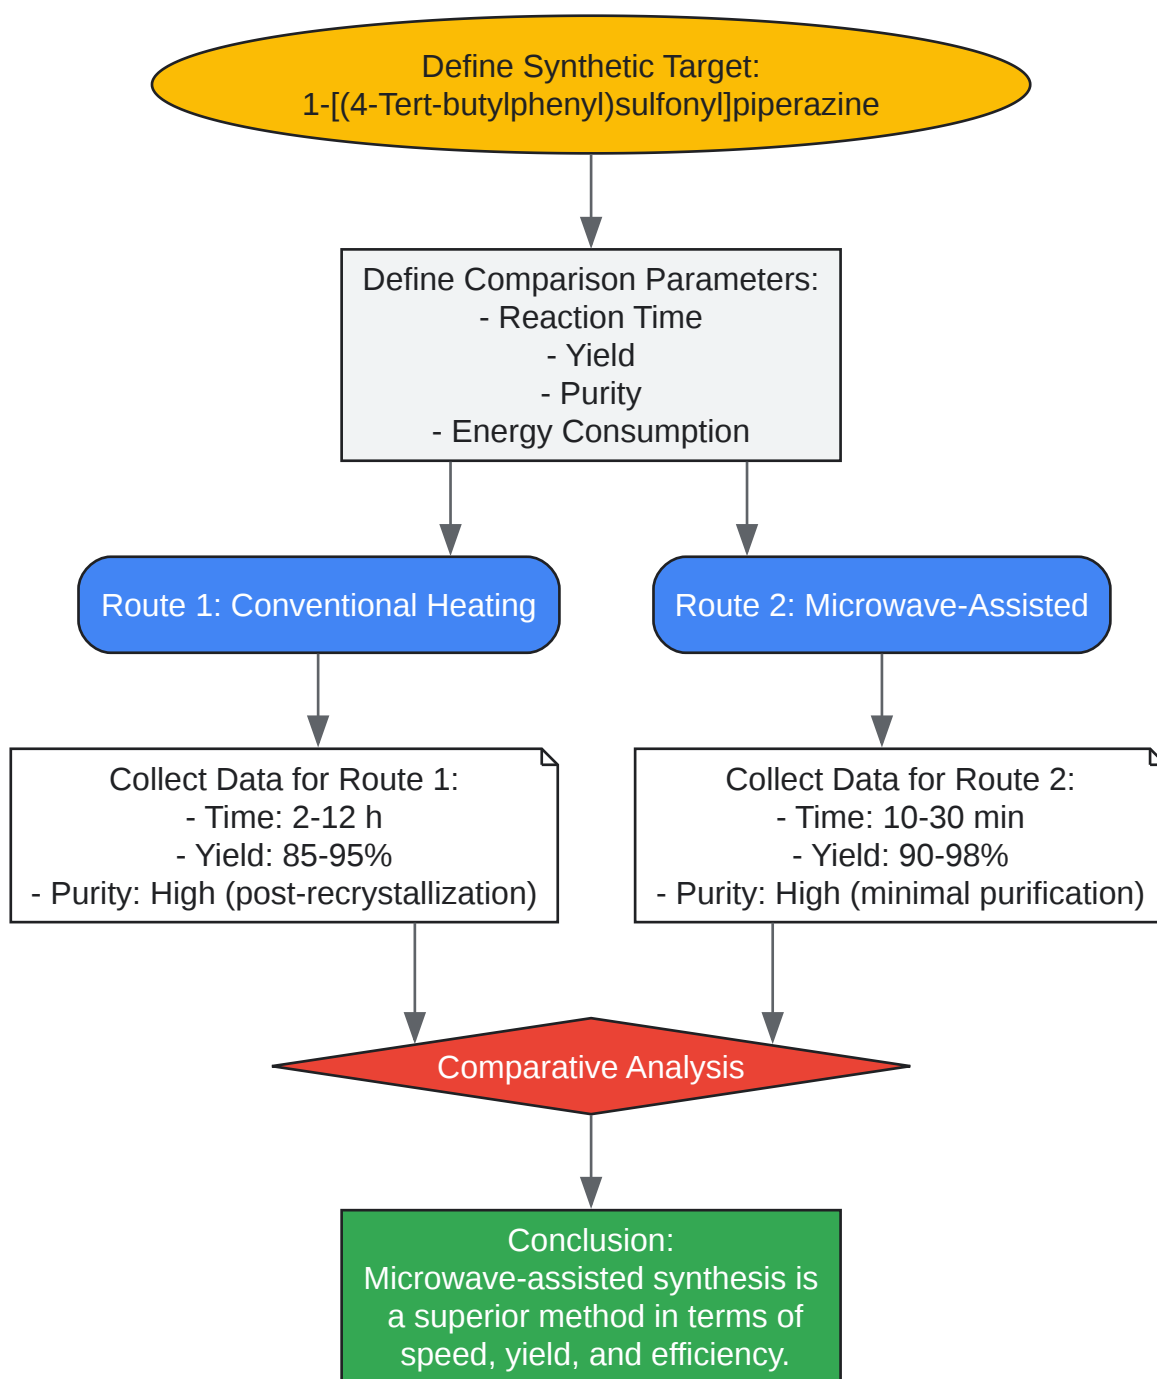 Define Synthetic Target:
1-[(4-Tert-butylphenyl)sulfonyl]piperazine
Define Comparison Parameters:
- Reaction Time
- Yield
- Purity
- Energy Consumption
Route 1: Conventional Heating
Route 2: Microwave-Assisted
Collect Data for Route 1:
- Time: 2-12 h
- Yield: 85-95%
- Purity: High (post-recrystallization)
Collect Data for Route 2:
- Time: 10-30 min
- Yield: 90-98%
- Purity: High (minimal purification)
Comparative Analysis
Conclusion:
Microwave-assisted synthesis is
a superior method in terms of
speed, yield, and efficiency.